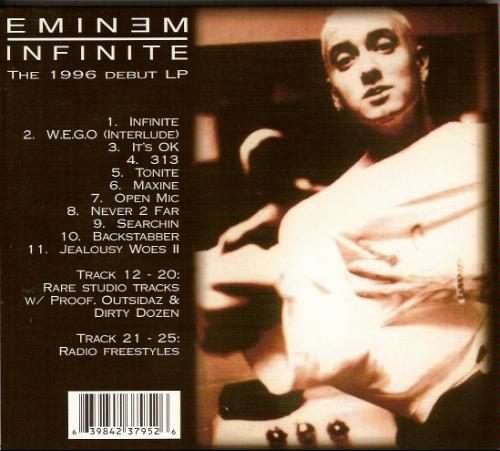 EMINƎM
INFINITE
THE 1996 DEBUT LP
1. INFINITE
2. W.E.G.O (INTERLUDE)
3. IT'S OK
4. 313
5. TONITE
6. MAXINE
7. OPEN MIC
8. NEVER 2 FAR
9. SEARCHIN
10. BACKSTABBER
11. JEALOUSY WOES II
TRACK 12 - 20:
RARE STUDIO TRACKS
W/ PROOF, OUTSIDAZ &
DIRTY DOZEN
TRACK 21 - 25:
RADIO FREESTYLES
6 39842 37952 6